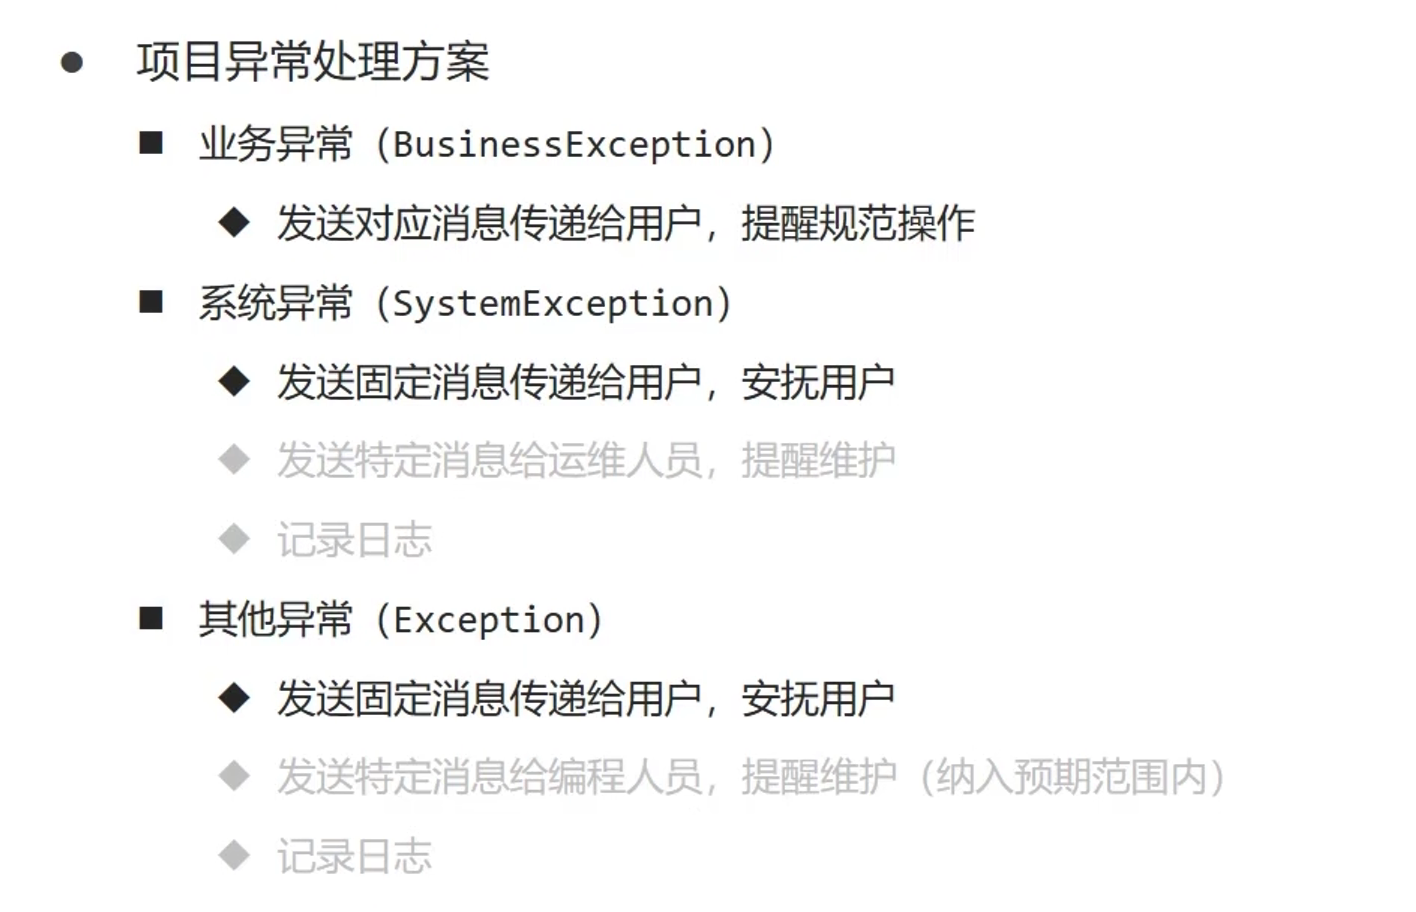 ● 项目异常处理方案
■ 业务异常（BusinessException）
◆ 发送对应消息传递给用户，提醒规范操作
■ 系统异常（SystemException）
◆ 发送固定消息传递给用户，安抚用户
◆ 发送特定消息给运维人员，提醒维护
◆ 记录日志
■ 其他异常（Exception）
◆ 发送固定消息传递给用户，安抚用户
◆ 发送特定消息给编程人员，提醒维护（纳入预期范围内）
◆ 记录日志